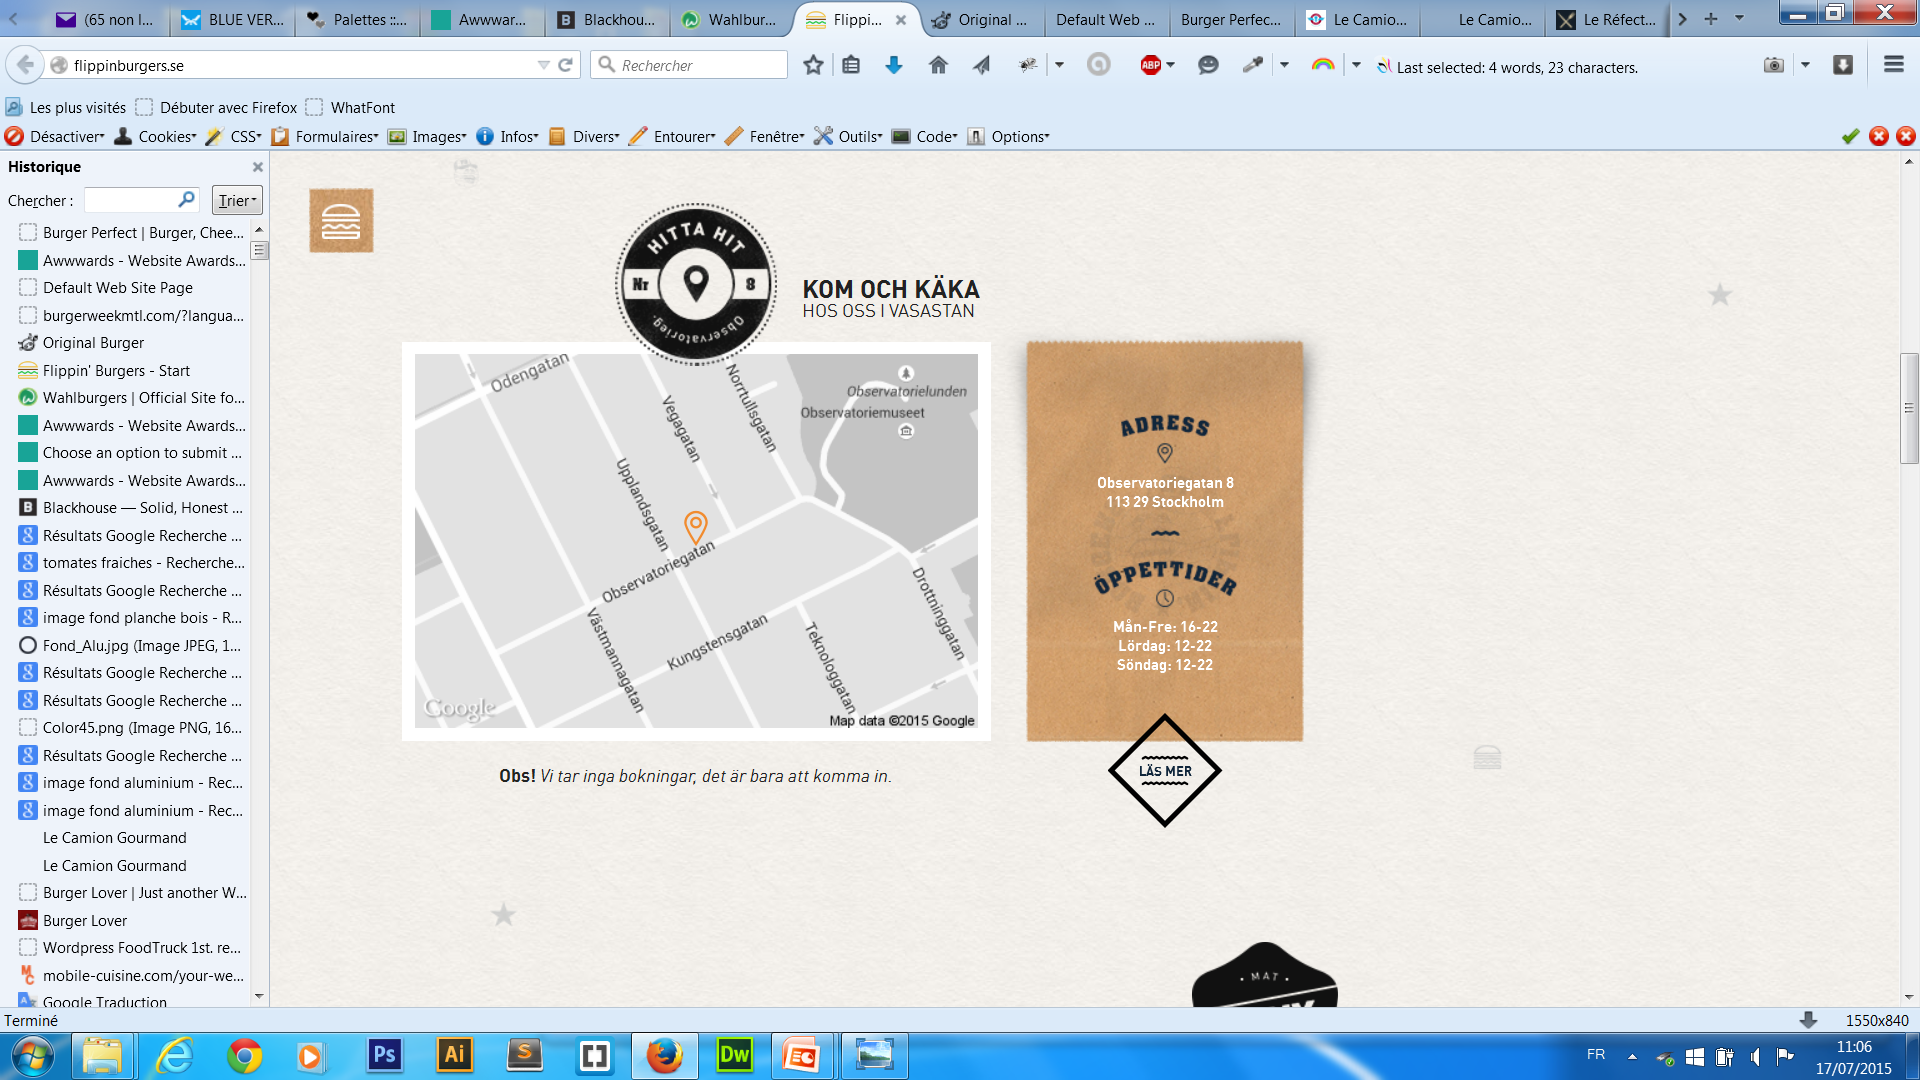 (65 non l...
BLUE VER...
Palettes ::...
Awwwar...
Blackhou...
Wahlbur...
Flippi...
Original ...
Default Web ...
Burger Perfec...
Le Camio...
Le Camio...
Le Réfect...
flippinburgers.se
Rechercher
ABP
Last selected: 4 words, 23 characters.
Les plus visités
Débuter avec Firefox
WhatFont
Désactiver
Cookies
CSS
Formulaires
Images
Infos
Divers
Entourer
Fenêtre
Outils
Code
Options
Historique
Chercher :
Trier
Burger Perfect | Burger, Chee...
Awwwards - Website Awards...
Default Web Site Page
burgerweekmtl.com/?langua...
Original Burger
Flippin' Burgers - Start
Wahlburgers | Official Site fo...
Awwwards - Website Awards...
Choose an option to submit ...
Awwwards - Website Awards...
Blackhouse — Solid, Honest ...
Résultats Google Recherche ...
tomates fraiches - Recherche...
Résultats Google Recherche ...
image fond planche bois - R...
Fond_Alu.jpg (Image JPEG, 1...
Résultats Google Recherche ...
Résultats Google Recherche ...
Color45.png (Image PNG, 16...
Résultats Google Recherche ...
image fond aluminium - Rec...
image fond aluminium - Rec...
Le Camion Gourmand
Le Camion Gourmand
Burger Lover | Just another W...
Burger Lover
Wordpress FoodTruck 1st. re...
mobile-cuisine.com/your-we...
Google Traduction
HITTA HIT
Nr 8
Observatorieg.
KOM OCH KÄKA
HOS OSS I VASASTAN
Odengatan
Norrtullsgatan
Vegagatan
Observatorielunden
Observatoriemuseet
Upplandsgatan
Observatoriegatan
Västmannagatan
Kungstensgatan
Teknologgatan
Drottninggatan
Google
Map data ©2015 Google
Obs! Vi tar inga bokningar, det är bara att komma in.
ADRESS
Observatoriegatan 8
113 29 Stockholm
ÖPPETTIDER
Mån-Fre: 16-22
Lördag: 12-22
Söndag: 12-22
LÄS MER
MAT
Terminé
1550x840
Ps
Ai
S
Dw
FR
11:06
17/07/2015